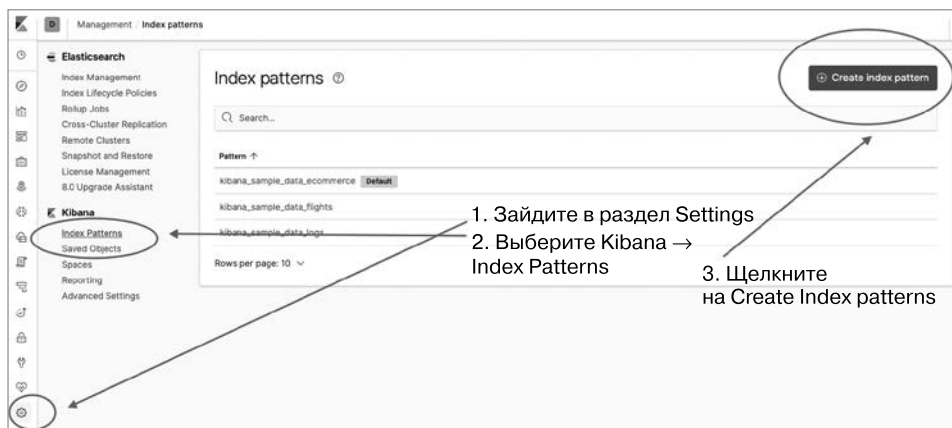 D Management / Index patterns
Elasticsearch
Index Management
Index Lifecycle Policies
Rollup Jobs
Cross-Cluster Replication
Remote Clusters
Snapshot and Restore
License Management
8.0 Upgrade Assistant
Kibana
Index Patterns
Saved Objects
Spaces
Reporting
Advanced Settings
Index patterns
Create index pattern
Search...
Pattern
kibana_sample_data_ecommerce Default
kibana_sample_data_flights
kibana_sample_data_logs
Rows per page: 10
1. Зайдите в раздел Settings
2. Выберите Kibana →
Index Patterns
3. Щелкните
на Create Index patterns